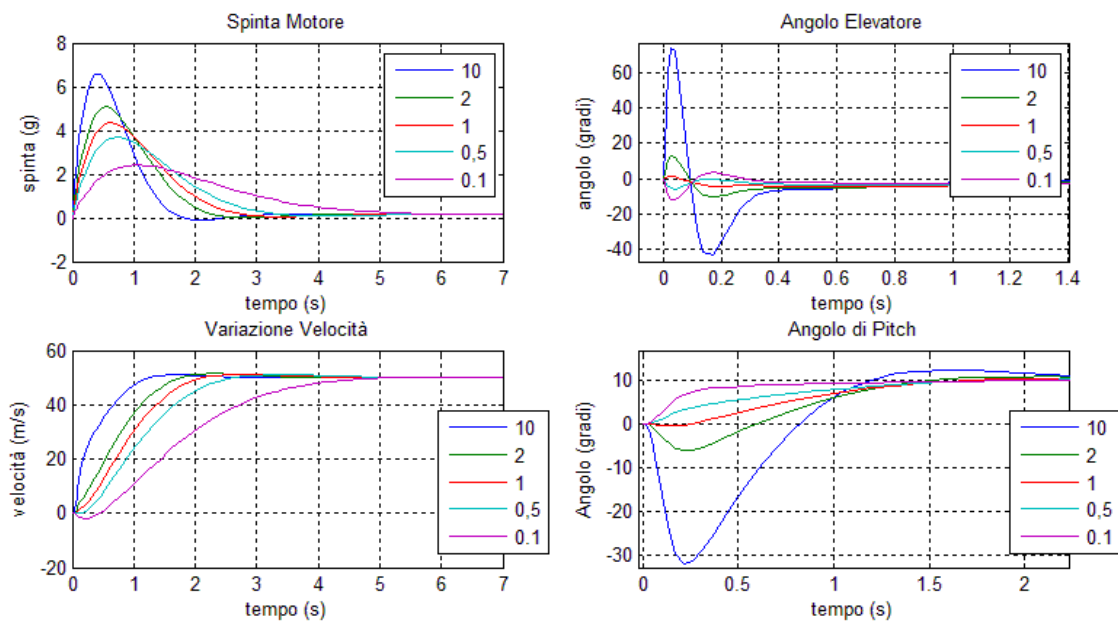 Spinta Motore
8
6
4
2
0
-2
spinta (g)
10
2
1
0,5
0.1
0 1 2 3 4 5 6 7
tempo (s)
Angolo Elevatore
60
40
20
0
-20
-40
angolo (gradi)
10
2
1
0,5
0.1
0 0.2 0.4 0.6 0.8 1 1.2 1.4
tempo (s)
Variazione Velocità
60
40
20
0
-20
velocità (m/s)
10
2
1
0,5
0.1
0 1 2 3 4 5 6 7
tempo (s)
Angolo di Pitch
10
0
-10
-20
-30
Angolo (gradi)
10
2
1
0,5
0.1
0 0.5 1 1.5 2
tempo (s)